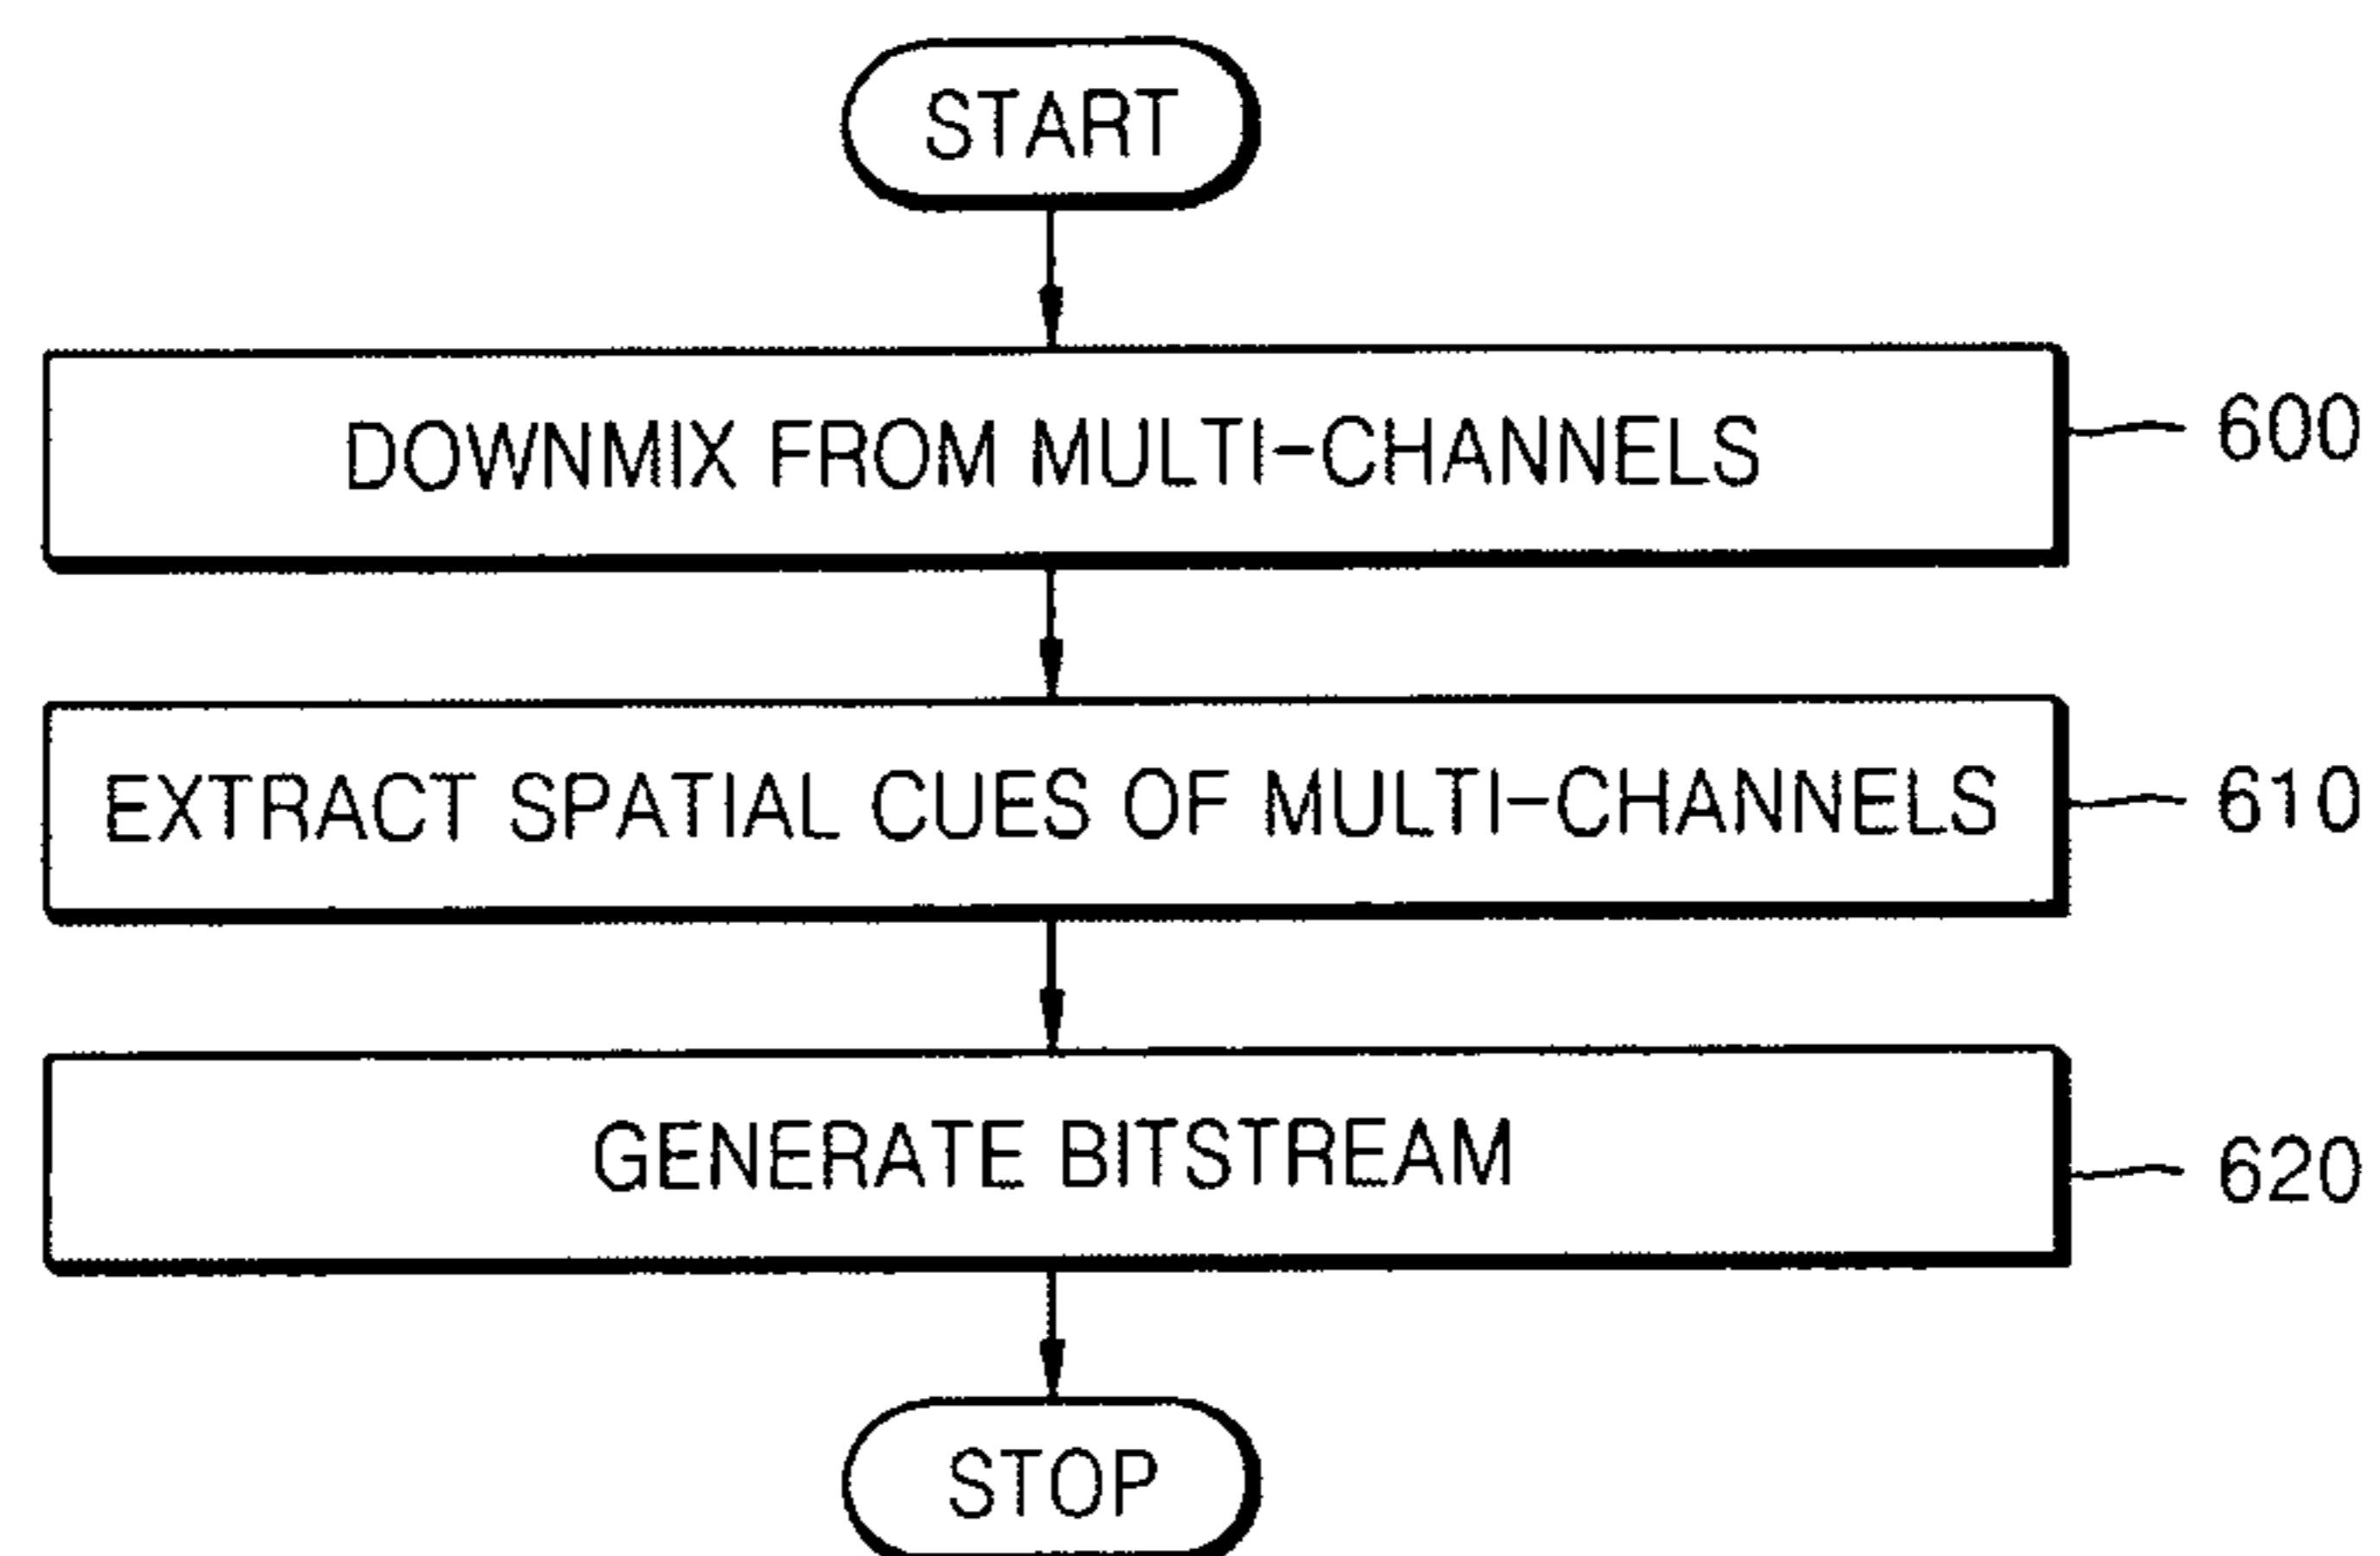 START
DOWNMIX FROM MULTI-CHANNELS
600
EXTRACT SPATIAL CUES OF MULTI-CHANNELS
610
GENERATE BITSTREAM
620
STOP